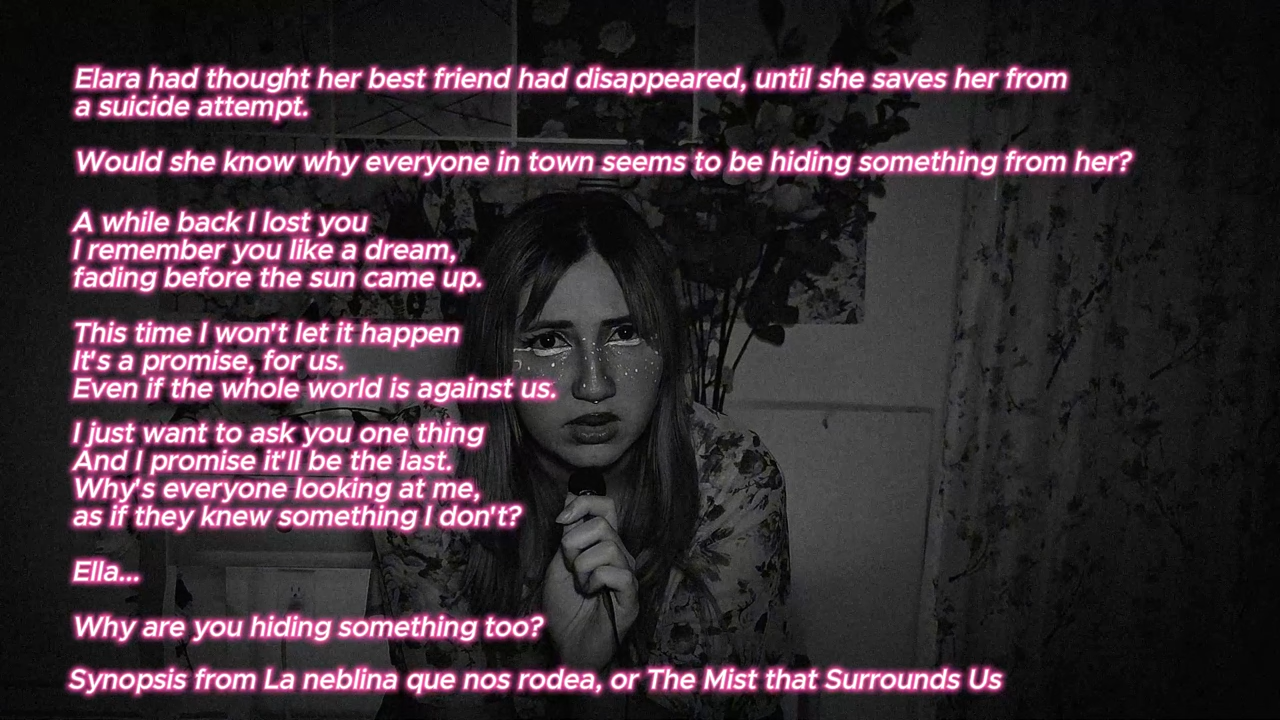 Elara had thought her best friend had disappeared, until she saves her from
a suicide attempt.
Would she know why everyone in town seems to be hiding something from her?
A while back I lost you
I remember you like a dream,
fading before the sun came up.
This time I won't let it happen
It's a promise, for us.
Even if the whole world is against us.
I just want to ask you one thing
And I promise it'll be the last.
Why's everyone looking at me,
as if they knew something I don't?
Ella...
Why are you hiding something too?
Synopsis from La neblina que nos rodea, or The Mist that Surrounds Us